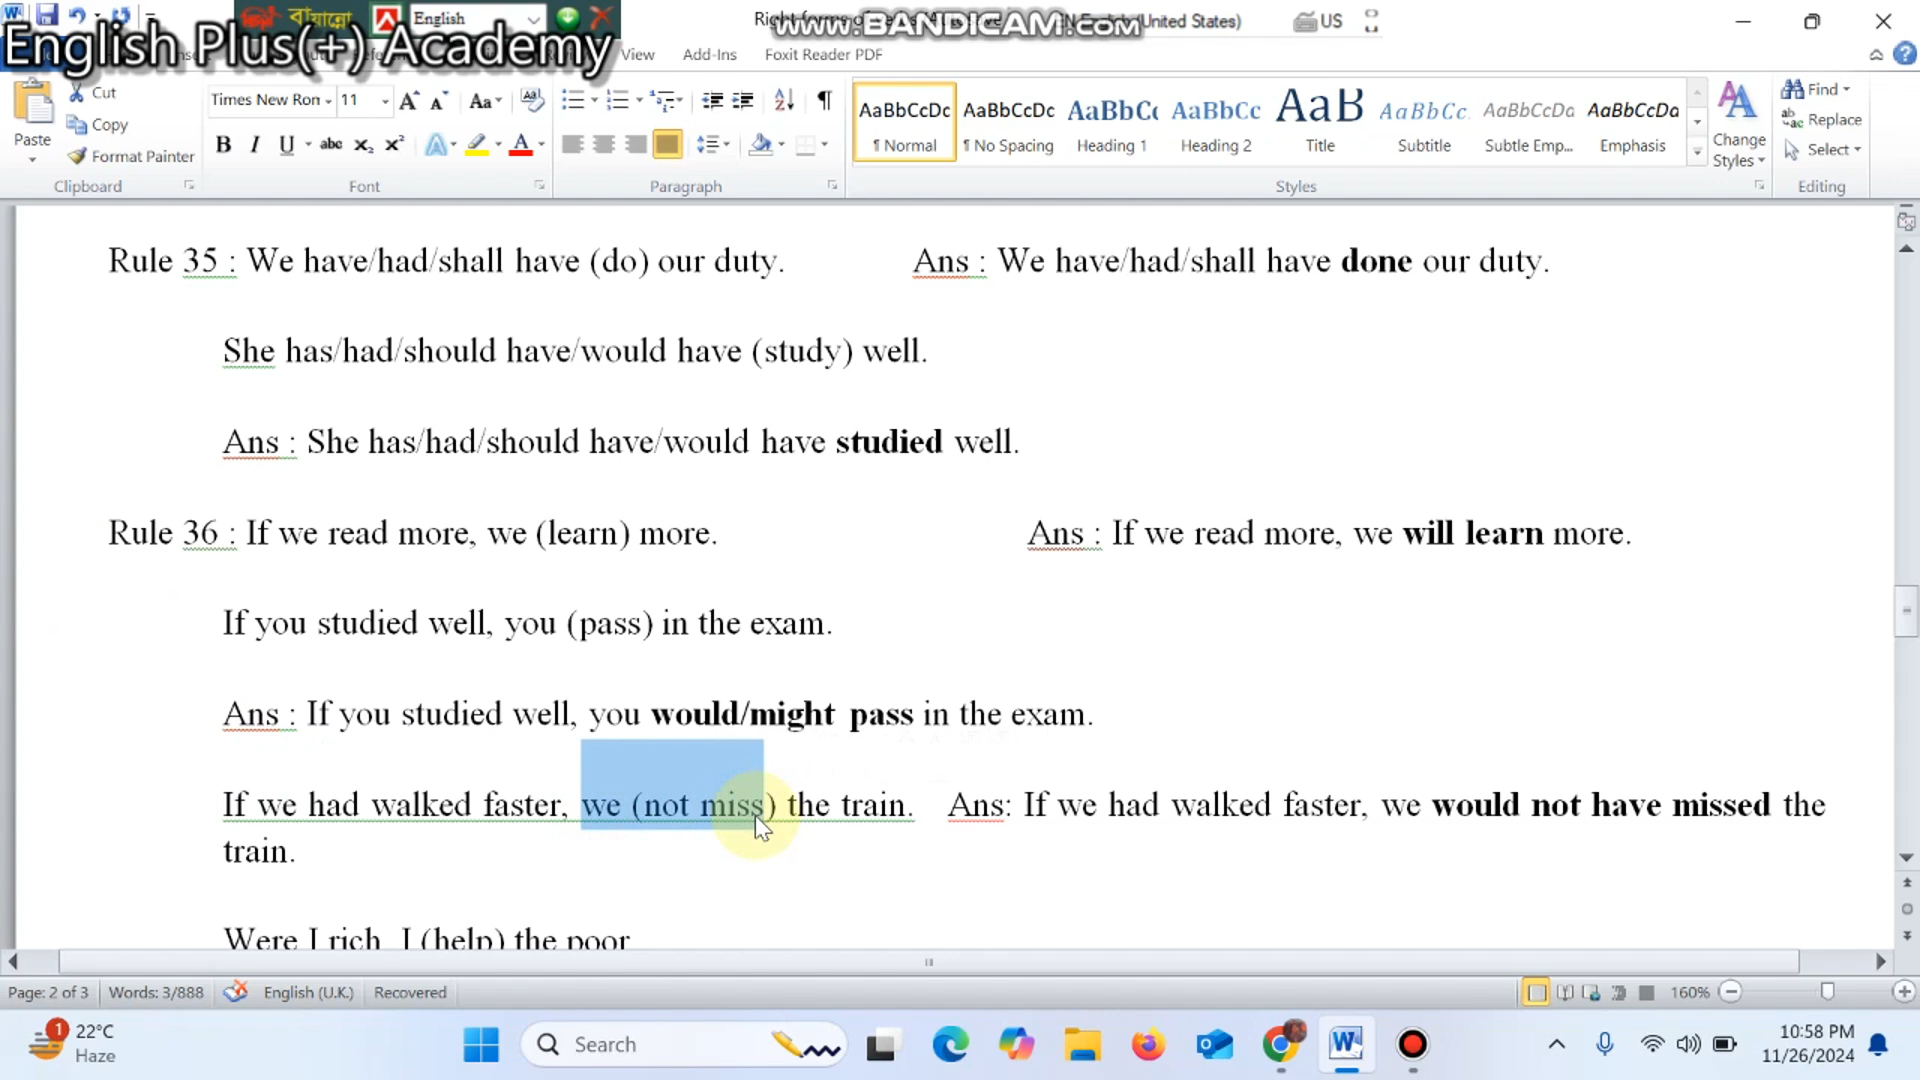 English
www.BANDICAM.com
(United States)
US
English Plus(+) Academy
View
Add-Ins
Foxit Reader PDF
Paste
Cut
Copy
Format Painter
Clipboard
Times New Ron
11
Font
Paragraph
AaBbCcDc
¶ Normal
AaBbCcDc
¶ No Spacing
AaBbC
Heading 1
AaBbCc
Heading 2
AaB
Title
AaBbCc.
Subtitle
AaBbCcDa
Subtle Emp...
AaBbCcDa
Emphasis
Change
Styles
Styles
Find
Replace
Select
Editing
Rule 35 : We have/had/shall have (do) our duty. Ans : We have/had/shall have done our duty.
She has/had/should have/would have (study) well.
Ans : She has/had/should have/would have studied well.
Rule 36 : If we read more, we (learn) more. Ans : If we read more, we will learn more.
If you studied well, you (pass) in the exam.
Ans : If you studied well, you would/might pass in the exam.
If we had walked faster, we (not miss) the train. Ans: If we had walked faster, we would not have missed the
train.
Were I rich, I (help) the poor
Page: 2 of 3
Words: 3/888
English (U.K.)
Recovered
160%
1
22°C
Haze
Search
10:58 PM
11/26/2024